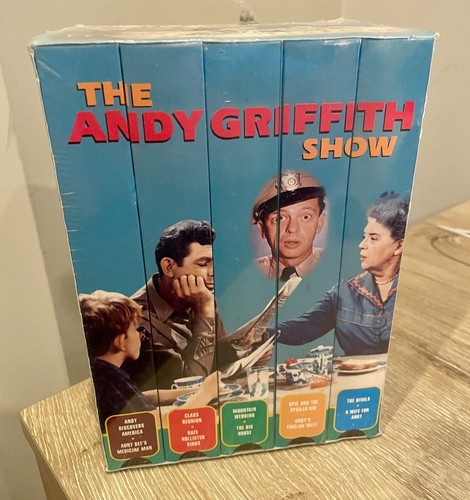 THE
ANDY GRIFFITH
SHOW
ANDY
DISCOVERS
AMERICA
•
AUNT BEE'S
MEDICINE MAN
CLASS
REUNION
•
RAFE
HOLLISTER
SINGS
MOUNTAIN
WEDDING
•
THE BIG
HOUSE
OPIE AND THE
SPOILED KID
•
ANDY'S
ENGLISH VALET
THE RIVALS
•
A WIFE FOR
ANDY